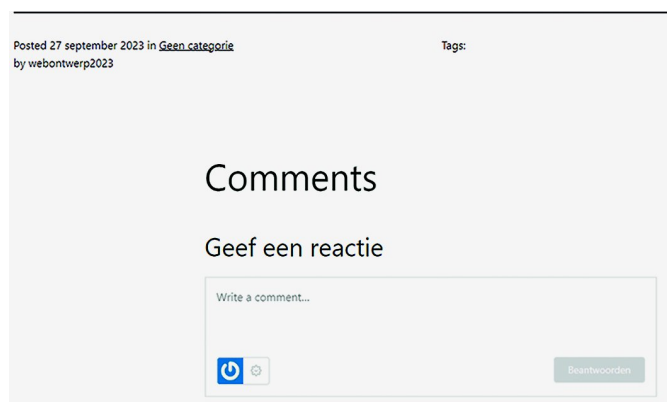 Posted 27 september 2023 in Geen categorie
by webontwerp2023
Tags:
Comments
Geef een reactie
Write a comment...
Beantwoorden